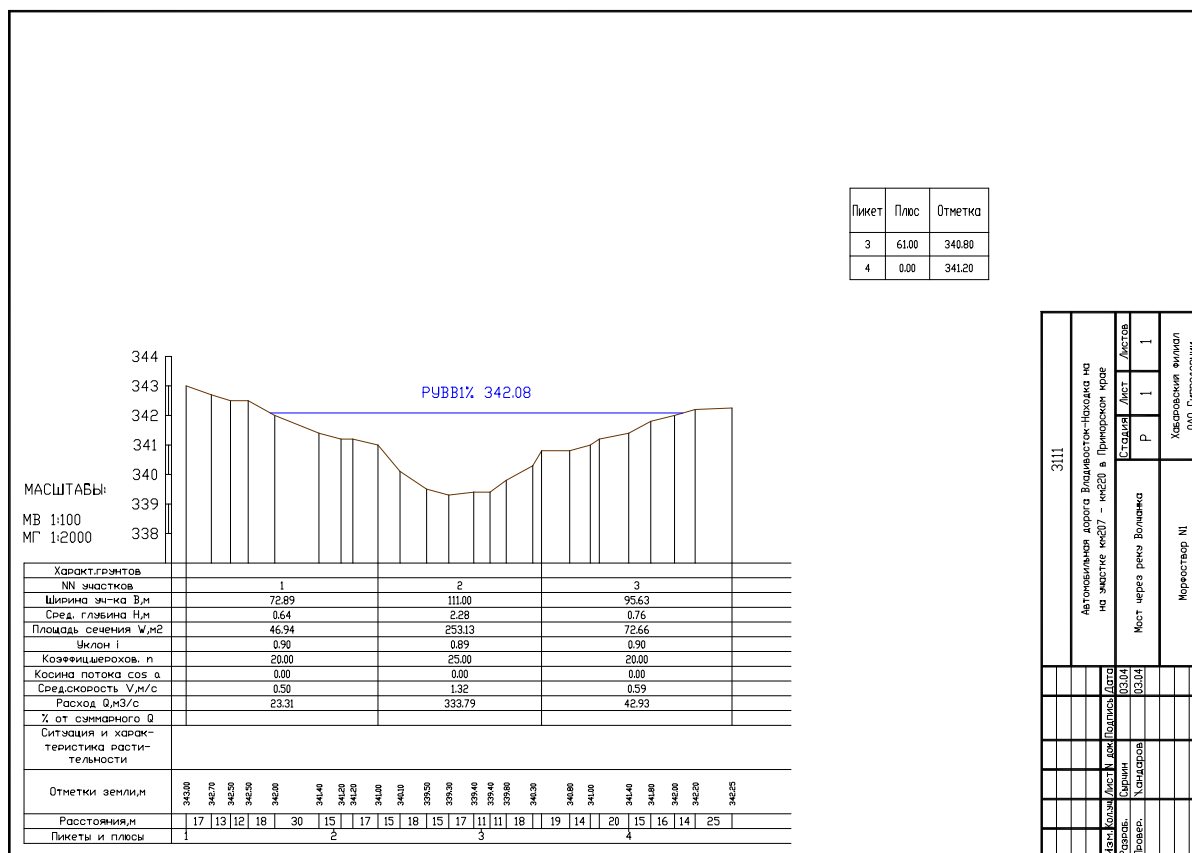 Пикет Плюс Отметка
3 61.00 340.80
4 0.00 341.20
344
343
342
341
340
339
338
РУВВ1% 342.08
МАСШТАБЫ:
МВ 1:100
МГ 1:2000
Характ.грунтов
NN участков 1 2 3
Ширина уч-ка B,м 72.89 111.00 95.63
Сред. глубина H,м 0.64 2.28 0.76
Площадь сечения W,м2 46.94 253.13 72.66
Уклон i 0.90 0.89 0.90
Коэффиц.шерохов. n 20.00 25.00 20.00
Косина потока cos α 0.00 0.00 0.00
Сред.скорость V,м/с 0.50 1.32 0.59
Расход Q,м3/с 23.31 333.79 42.93
% от суммарного Q
Ситуация и харак-
теристика расти-
тельности
Отметки земли,м 343.00 342.70 342.50 342.50 342.00 341.40 341.20 341.20 341.00 340.10 339.50 339.30 339.40 339.40 339.80 340.30 340.80 341.00 341.40 341.80 342.00 342.20 342.25
Расстояния,м 17 13 12 18 30 15 17 15 18 15 17 11 11 18 19 14 20 15 16 14 25
Пикеты и плюсы 1 2 3 4
3111
Автомобильная дорога Владивосток-Находка на
на участке км207 - км220 в Приморском крае
Мост через реку Волчанка
Стадия Лист Листов
Р 1 1
Морфоствор N1
Хабаровский филиал
Изм. Кол.уч Лист N док. Подпись Дата
Разраб. Сырчин 03.04
Провер. Хандаров 03.04